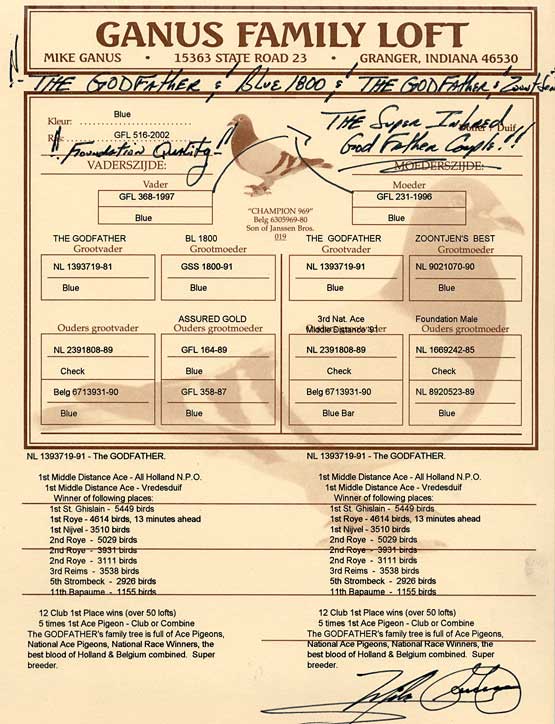 GANUS FAMILY LOFT
MIKE GANUS • 15363 STATE ROAD 23 • GRANGER, INDIANA 46530
THE GODFATHER & Blue 1800 & THE GODFATHER & Zoontjens
Blue
Kleur:
GFL 516-2002
"Foundation Quality"
THE Super Inbred
Duif
God Father Couple!!
VADERSZIJDE:
MOEDERSZIJDE:
Vader
Moeder
GFL 368-1997
GFL 231-1996
Blue
Blue
"CHAMPION 969"
Belg 6305969-80
Son of Janssen Bros.
019
THE GODFATHER
BL 1800
THE GODFATHER
ZOONTJEN'S BEST
Grootvader
Grootmoeder
Grootvader
Grootmoeder
NL 1393719-81
GSS 1800-91
NL 1393719-91
NL 9021070-90
Blue
Blue
Blue
Blue
ASSURED GOLD
3rd Nat. Ace
Foundation Male
Ouders grootvader
Ouders grootmoeder
Middle Distance '91
Ouders grootmoeder
NL 2391808-89
GFL 164-89
NL 2391808-89
NL 1669242-85
Check
Blue
Check
Check
Belg 6713931-90
GFL 358-87
Belg 6713931-90
NL 8920523-89
Blue
Blue
Blue Bar
Blue
NL 1393719-91 - The GODFATHER.
1st Middle Distance Ace - All Holland N.P.O.
1st Middle Distance Ace - Vredesduif
Winner of following places:
1st St. Ghislain - 5449 birds
1st Roye - 4614 birds, 13 minutes ahead
1st Nijvel - 3510 birds
2nd Roye - 5029 birds
2nd Roye - 3931 birds
2nd Roye - 3111 birds
3rd Reims - 3538 birds
5th Strombeck - 2926 birds
11th Bapaume - 1155 birds
12 Club 1st Place wins (over 50 lofts)
5 times 1st Ace Pigeon - Club or Combine
The GODFATHER's family tree is full of Ace Pigeons,
National Ace Pigeons, National Race Winners, the
best blood of Holland & Belgium combined. Super
breeder.
NL 1393719-91 - The GODFATHER.
1st Middle Distance Ace - All Holland N.P.O.
1st Middle Distance Ace - Vredesduif
Winner of following places:
1st St. Ghislain - 5449 birds
1st Roye - 4614 birds, 13 minutes ahead
1st Nijvel - 3510 birds
2nd Roye - 5029 birds
2nd Roye - 3931 birds
2nd Roye - 3111 birds
3rd Reims - 3538 birds
5th Strombeck - 2926 birds
11th Bapaume - 1155 birds
12 Club 1st Place wins (over 50 lofts)
5 times 1st Ace Pigeon - Club or Combine
The GODFATHER's family tree is full of Ace Pigeons,
National Ace Pigeons, National Race Winners, the
best blood of Holland & Belgium combined. Super
breeder.